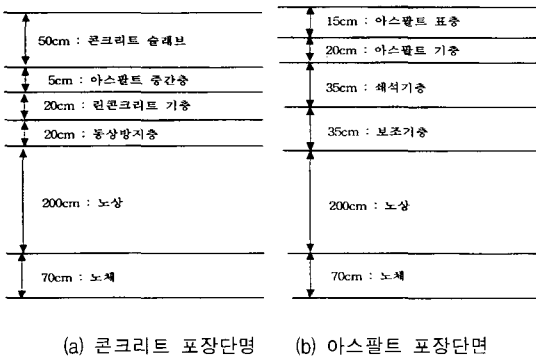 50cm : 콘크리트 슬래브
5cm : 아스팔트 중간층
20cm : 린콘크리트 기층
20cm : 동상방지층
200cm : 노상
70cm : 노체
(a) 콘크리트 포장단명
15cm : 아스팔트 표층
20cm : 아스팔트 기층
35cm : 쇄석기층
35cm : 보조기층
200cm : 노상
70cm : 노체
(b) 아스팔트 포장단면